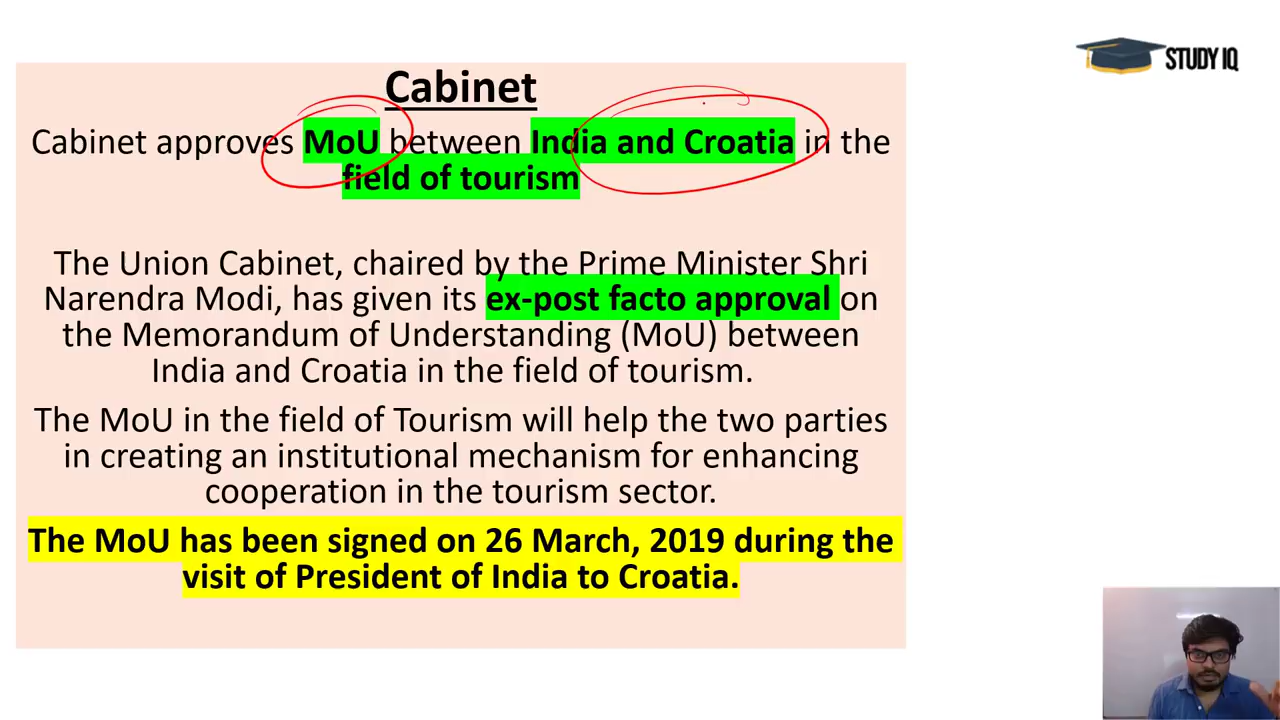 STUDY IQ
Cabinet
Cabinet approves MoU between India and Croatia in the
field of tourism
The Union Cabinet, chaired by the Prime Minister Shri
Narendra Modi, has given its ex-post facto approval on
the Memorandum of Understanding (MoU) between
India and Croatia in the field of tourism.
The MoU in the field of Tourism will help the two parties
in creating an institutional mechanism for enhancing
cooperation in the tourism sector.
The MoU has been signed on 26 March, 2019 during the
visit of President of India to Croatia.